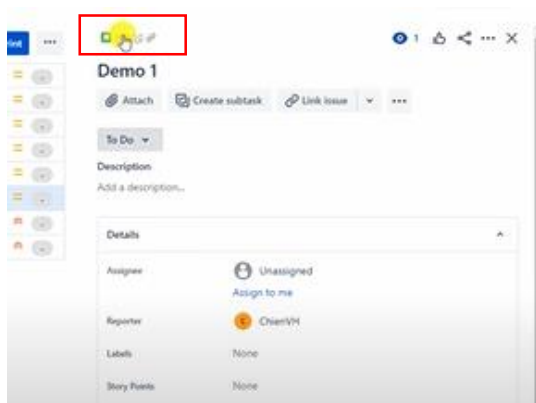 1
Demo 1
Attach Create subtask Link issue
To Do
Description
Add a description...
Details
Assignee Unassigned
Assign to me
Reporter C ChienVH
Labels None
Story Points None